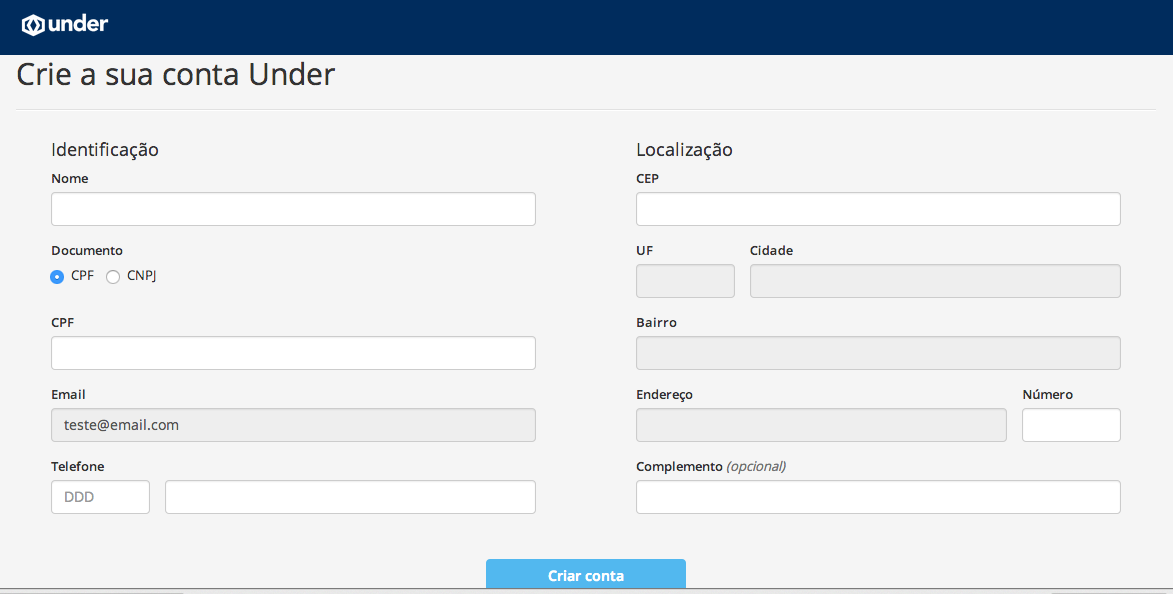 under
Crie a sua conta Under
Identificação
Nome
Documento
CPF CNPJ
CPF
Email
teste@email.com
Telefone
DDD
Localização
CEP
UF Cidade
Bairro
Endereço Número
Complemento (opcional)
Criar conta